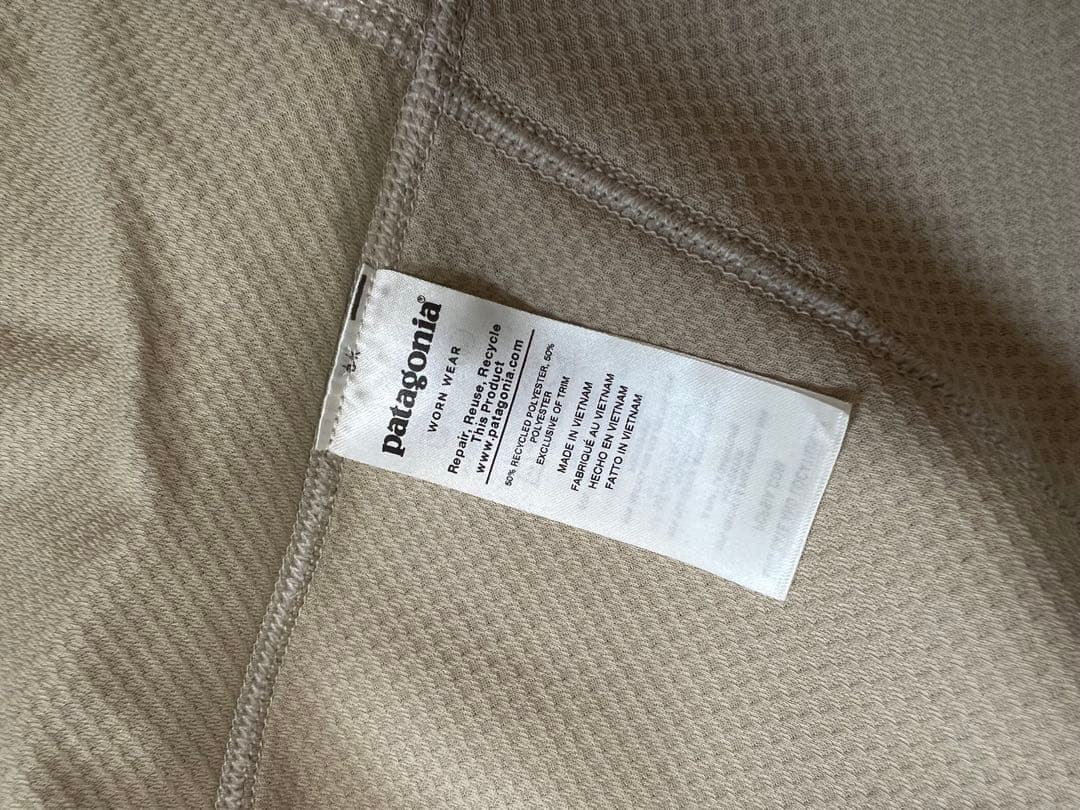 patagonia®
WORN WEAR
Repair, Reuse, Recycle
This Product
www.patagonia.com
50% RECYCLED POLYESTER, 50%
POLYESTER
EXCLUSIVE OF TRIM
MADE IN VIETNAM
FABRIQUÉ AU VIETNAM
HECHO EN VIETNAM
FATTO IN VIETNAM